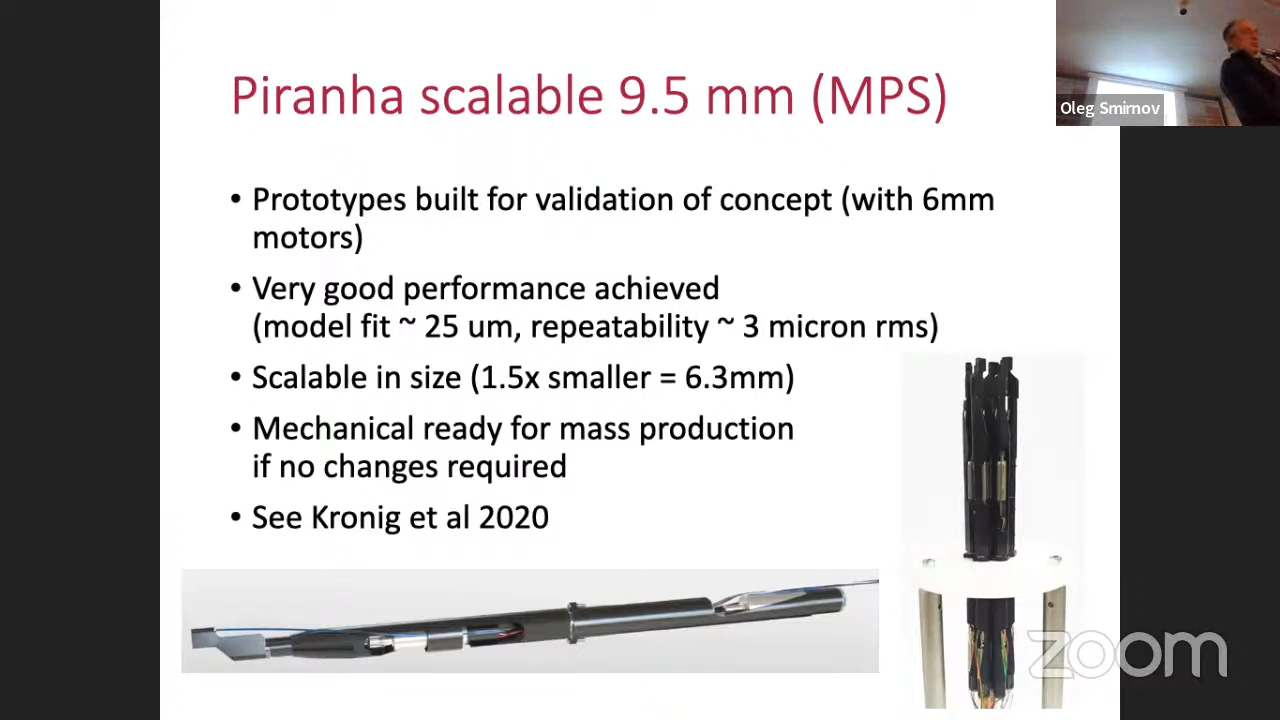 Piranha scalable 9.5 mm (MPS)
Oleg Smirnov
• Prototypes built for validation of concept (with 6mm
motors)
• Very good performance achieved
(model fit ~ 25 um, repeatability ~ 3 micron rms)
• Scalable in size (1.5x smaller = 6.3mm)
• Mechanical ready for mass production
if no changes required
• See Kronig et al 2020
zoom